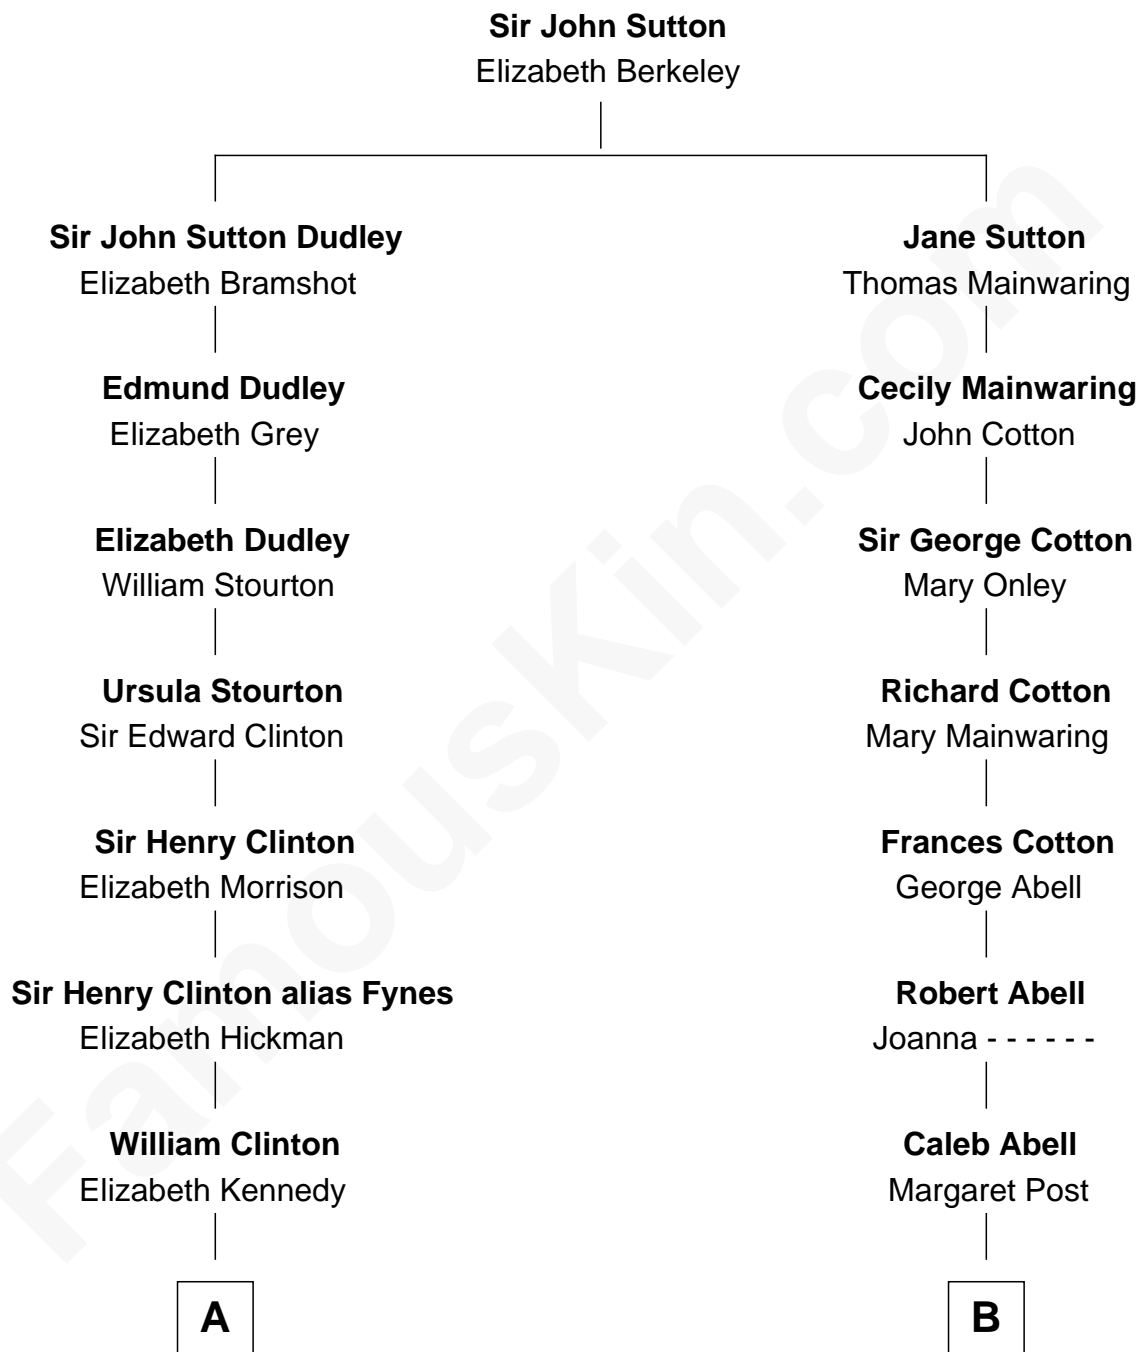 Sir John Sutton
Elizabeth Berkeley
Sir John Sutton Dudley
Elizabeth Bramshot
Edmund Dudley
Elizabeth Grey
Elizabeth Dudley
William Stourton
Ursula Stourton
Sir Edward Clinton
Sir Henry Clinton
Elizabeth Morrison
Sir Henry Clinton alias Fynes
Elizabeth Hickman
William Clinton
Elizabeth Kennedy
A
Jane Sutton
Thomas Mainwaring
Cecily Mainwaring
John Cotton
Sir George Cotton
Mary Onley
Richard Cotton
Mary Mainwaring
Frances Cotton
George Abell
Robert Abell
Joanna - - - - - -
Caleb Abell
Margaret Post
B
FamousKin.com